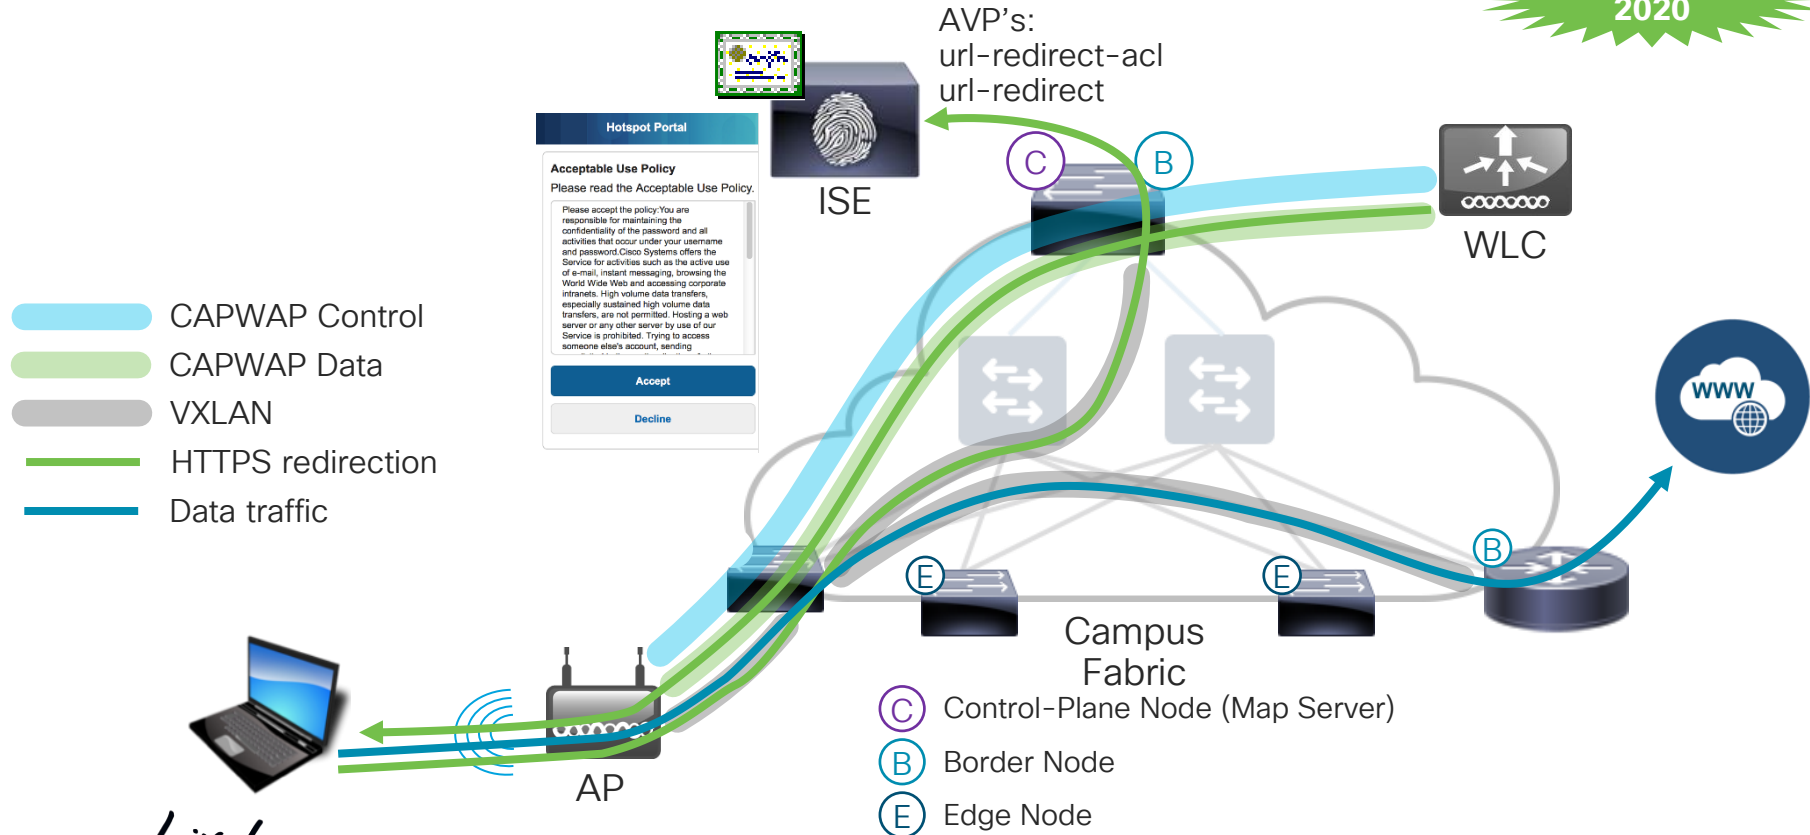 2020
AVP's:
url-redirect-acl
url-redirect
Hotspot Portal
Acceptable Use Policy
Please read the Acceptable Use Policy.
Please accept the policy:You are
responsible for maintaining the
confidentiality of the password and all
activities that occur under your username
and password.Cisco Systems offers the
Service for activities such as the active use
of e-mail, instant messaging, browsing the
World Wide Web and accessing corporate
intranets. High volume data transfers,
especially sustained high volume data
transfers, are not permitted. Hosting a web
server or any other server by use of our
Service is prohibited. Trying to access
someone else's account, sending
Accept
Decline
ISE
C
B
WLC
CAPWAP Control
CAPWAP Data
VXLAN
HTTPS redirection
Data traffic
WWW
E
E
B
Campus
Fabric
AP
C Control-Plane Node (Map Server)
B Border Node
E Edge Node